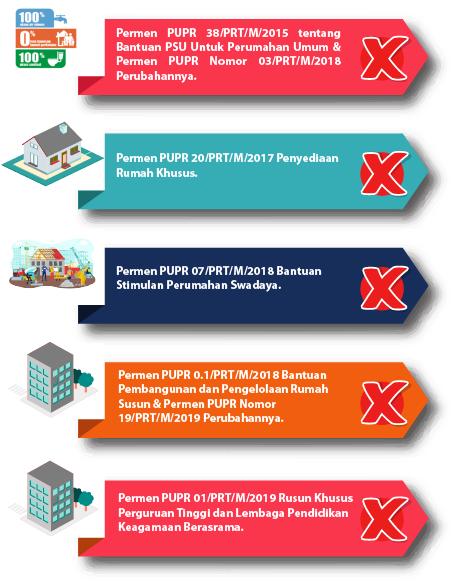 100%
0%
100%
Permen PUPR 38/PRT/M/2015 tentang
Bantuan PSU Untuk Perumahan Umum &
Permen PUPR Nomor 03/PRT/M/2018
Perubahannya.
Permen PUPR 20/PRT/M/2017 Penyediaan
Rumah Khusus.
Permen PUPR 07/PRT/M/2018 Bantuan
Stimulan Perumahan Swadaya.
Permen PUPR 0.1/PRT/M/2018 Bantuan
Pembangunan dan Pengelolaan Rumah
Susun & Permen PUPR Nomor
19/PRT/M/2019 Perubahannya.
Permen PUPR 01/PRT/M/2019 Rusun Khusus
Perguruan Tinggi dan Lembaga Pendidikan
Keagamaan Berasrama.